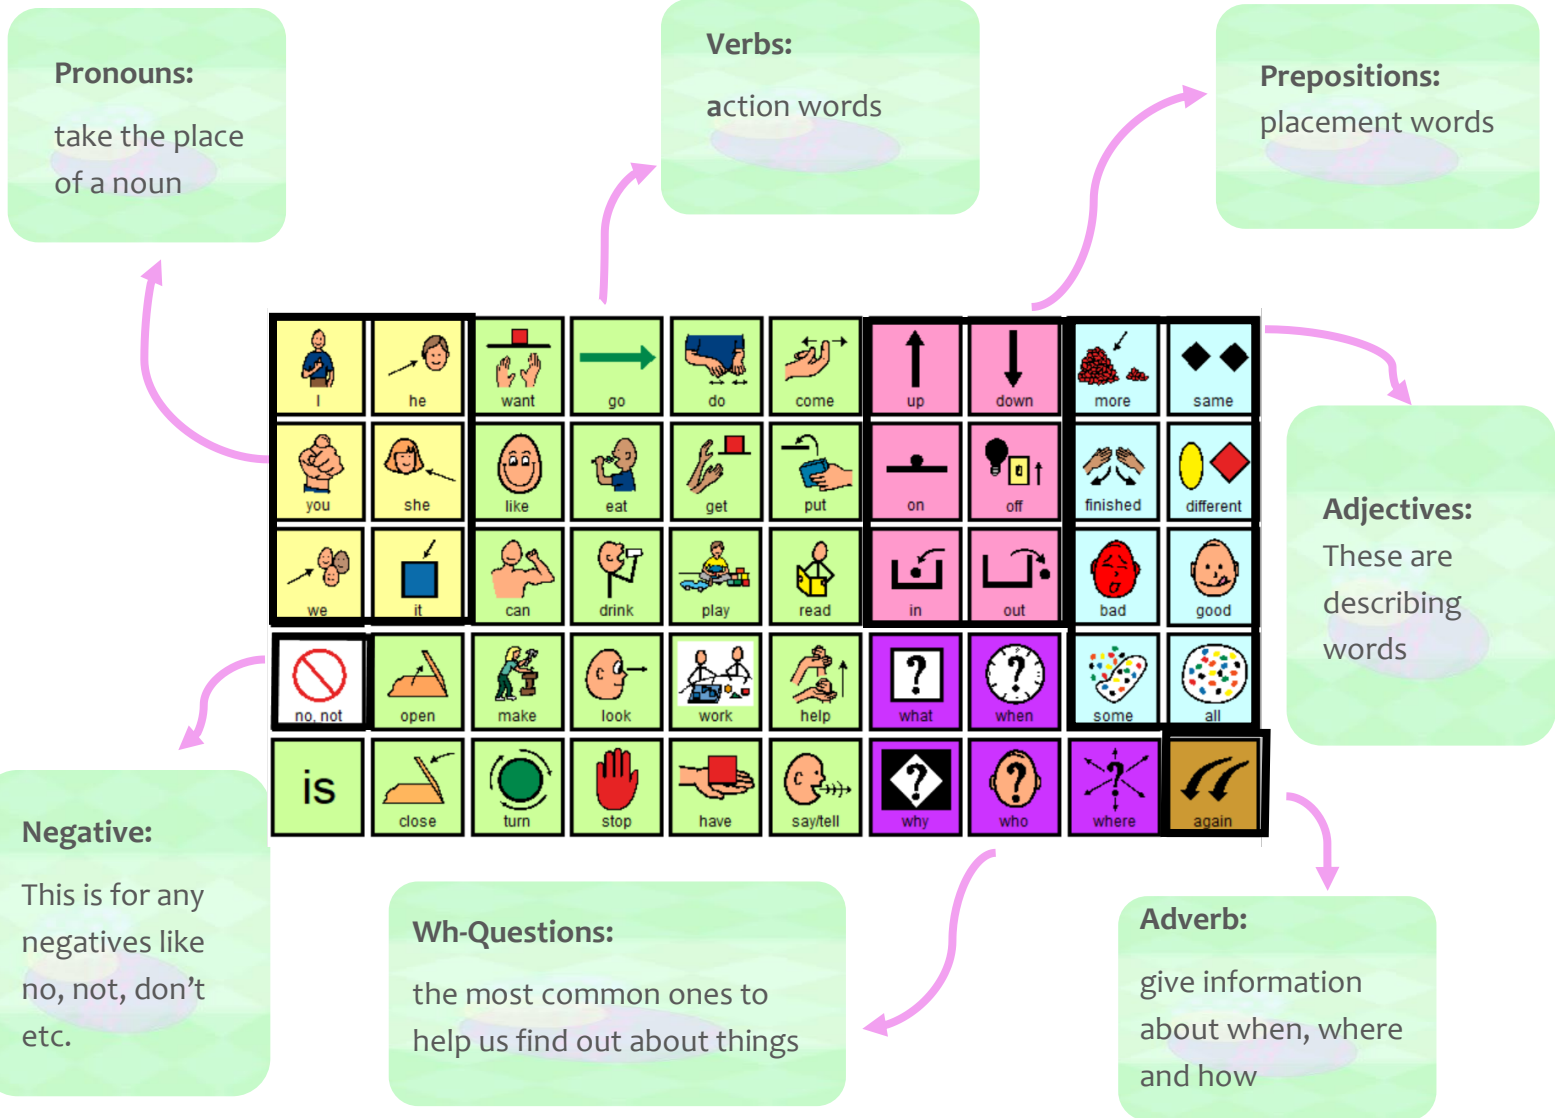 Pronouns:
take the place
of a noun
Verbs:
action words
Prepositions:
placement words
I he want go do come up down more same
you she like eat get put on off finished different
we it can drink play read in out bad good
no, not open make look work help what when some all
is close turn stop have say/tell why who where again
Adjectives:
These are
describing
words
Negative:
This is for any
negatives like
no, not, don’t
etc.
Wh-Questions:
the most common ones to
help us find out about things
Adverb:
give information
about when, where
and how